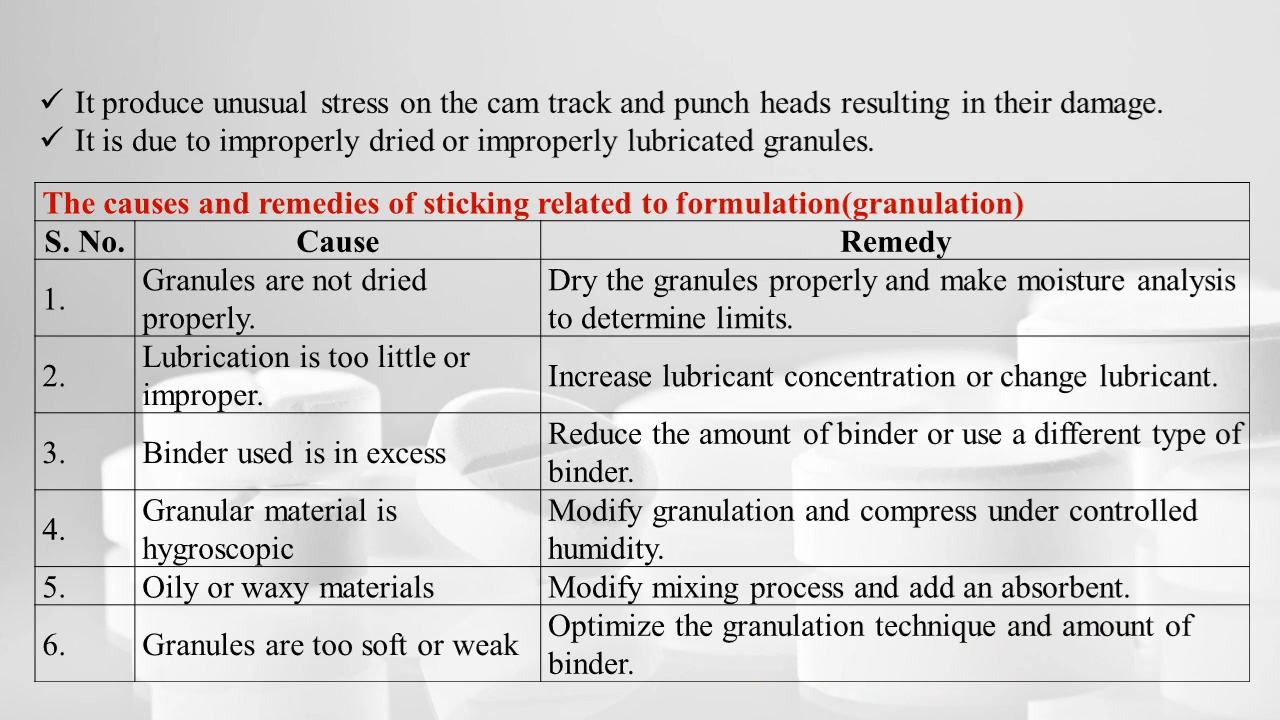 ✓ It produce unusual stress on the cam track and punch heads resulting in their damage.
✓ It is due to improperly dried or improperly lubricated granules.
The causes and remedies of sticking related to formulation(granulation)
S. No. Cause Remedy
1. Granules are not dried properly. Dry the granules properly and make moisture analysis to determine limits.
2. Lubrication is too little or improper. Increase lubricant concentration or change lubricant.
3. Binder used is in excess Reduce the amount of binder or use a different type of binder.
4. Granular material is hygroscopic Modify granulation and compress under controlled humidity.
5. Oily or waxy materials Modify mixing process and add an absorbent.
6. Granules are too soft or weak Optimize the granulation technique and amount of binder.